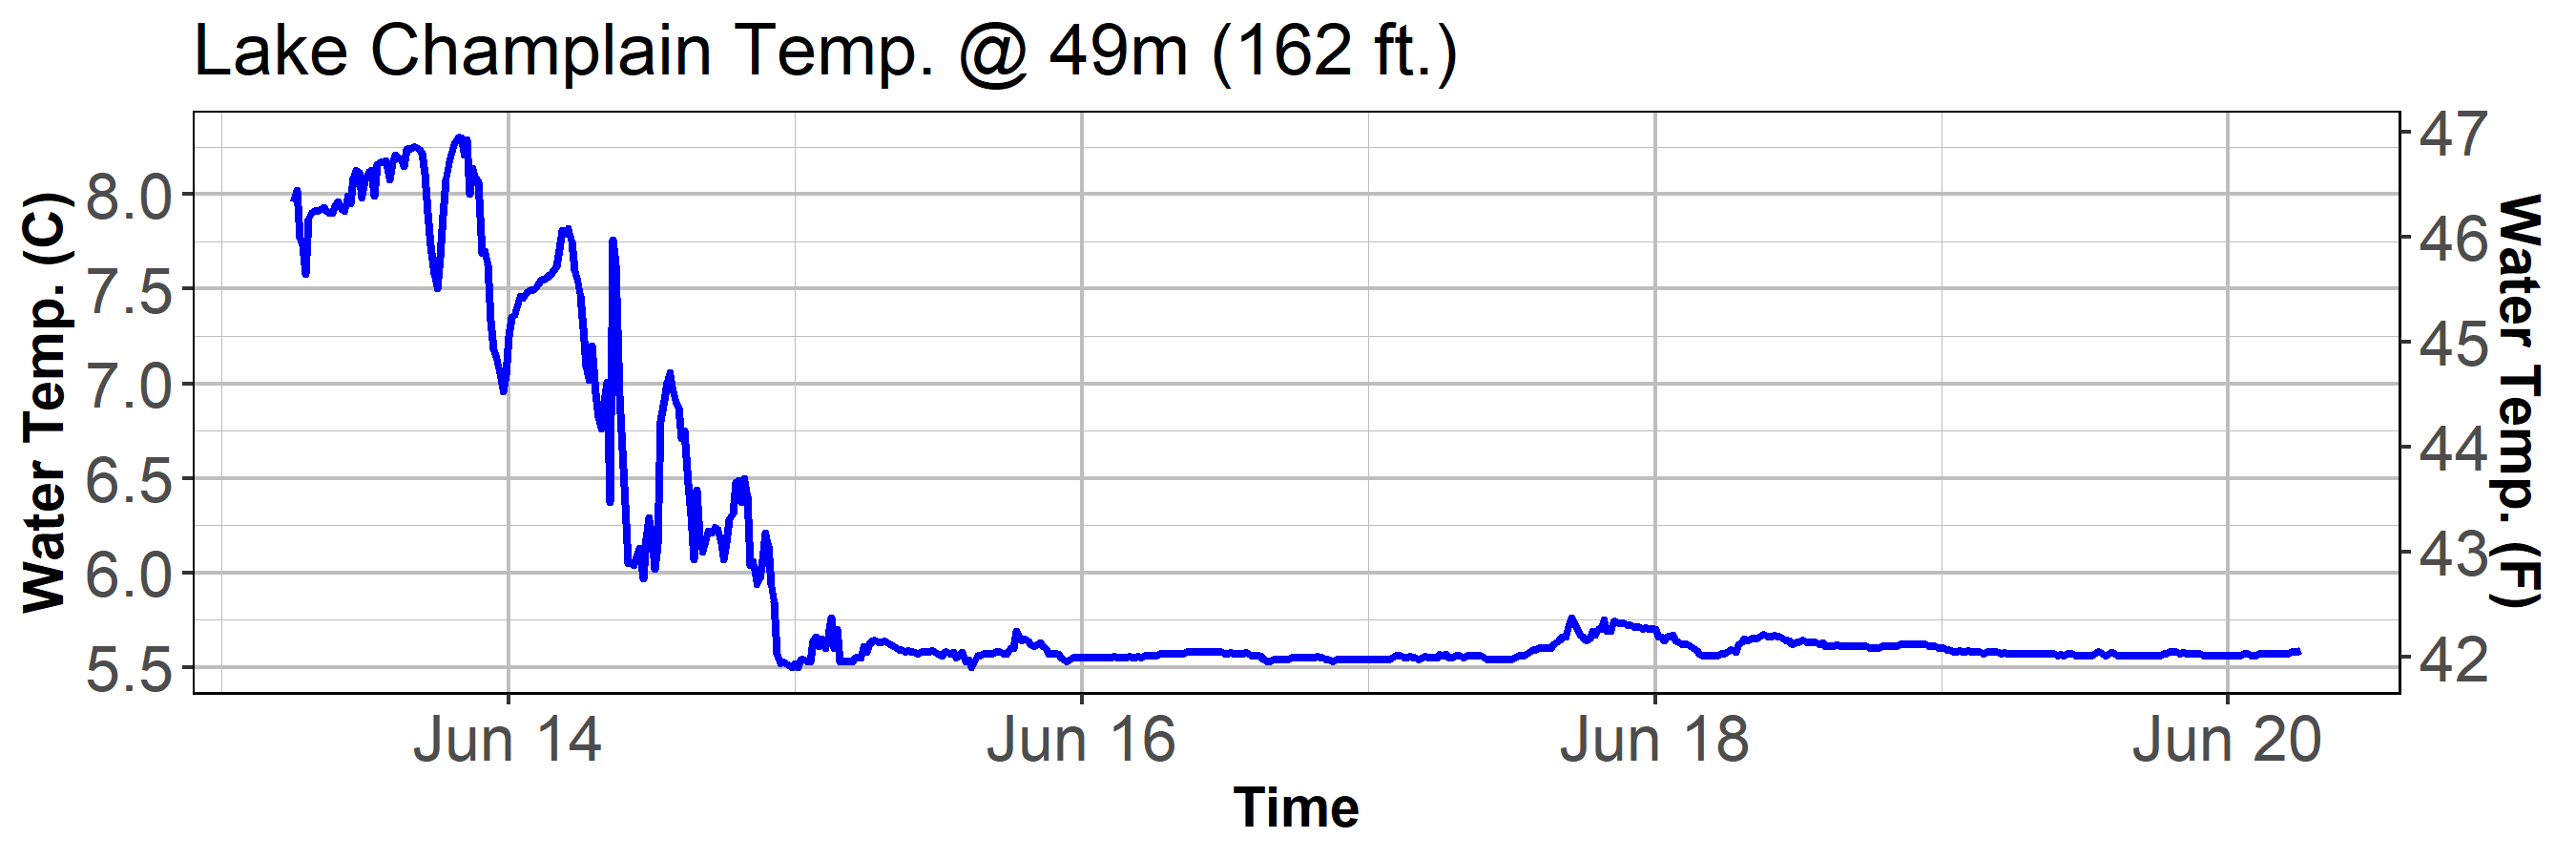 Lake Champlain Temp. @ 49m (162 ft.)
Water Temp. (C)
8.0
7.5
7.0
6.5
6.0
5.5
47
46
45
44
43
42
Water Temp. (F)
Jun 14
Jun 16
Jun 18
Jun 20
Time